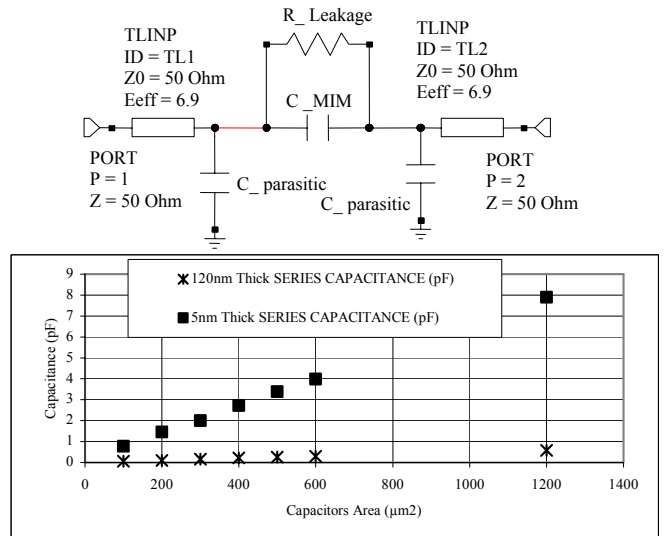 R_ Leakage
TLINP
ID = TL1
Z0 = 50 Ohm
Eeff = 6.9
TLINP
ID = TL2
Z0 = 50 Ohm
Eeff = 6.9
C _MIM
PORT
P = 1
Z = 50 Ohm
C_ parasitic
C_ parasitic
PORT
P = 2
Z = 50 Ohm
120nm Thick SERIES CAPACITANCE (pF)
5nm Thick SERIES CAPACITANCE (pF)
Capacitance (pF)
9
8
7
6
5
4
3
2
1
0
0 200 400 600 800 1000 1200 1400
Capacitors Area (µm2)